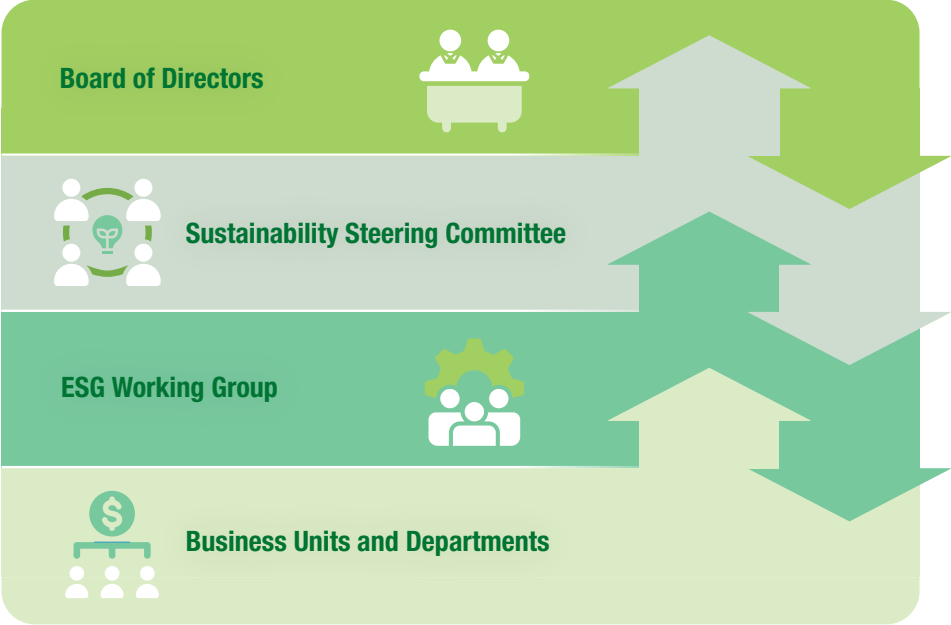 Board of Directors
Sustainability Steering Committee
ESG Working Group
$
Business Units and Departments